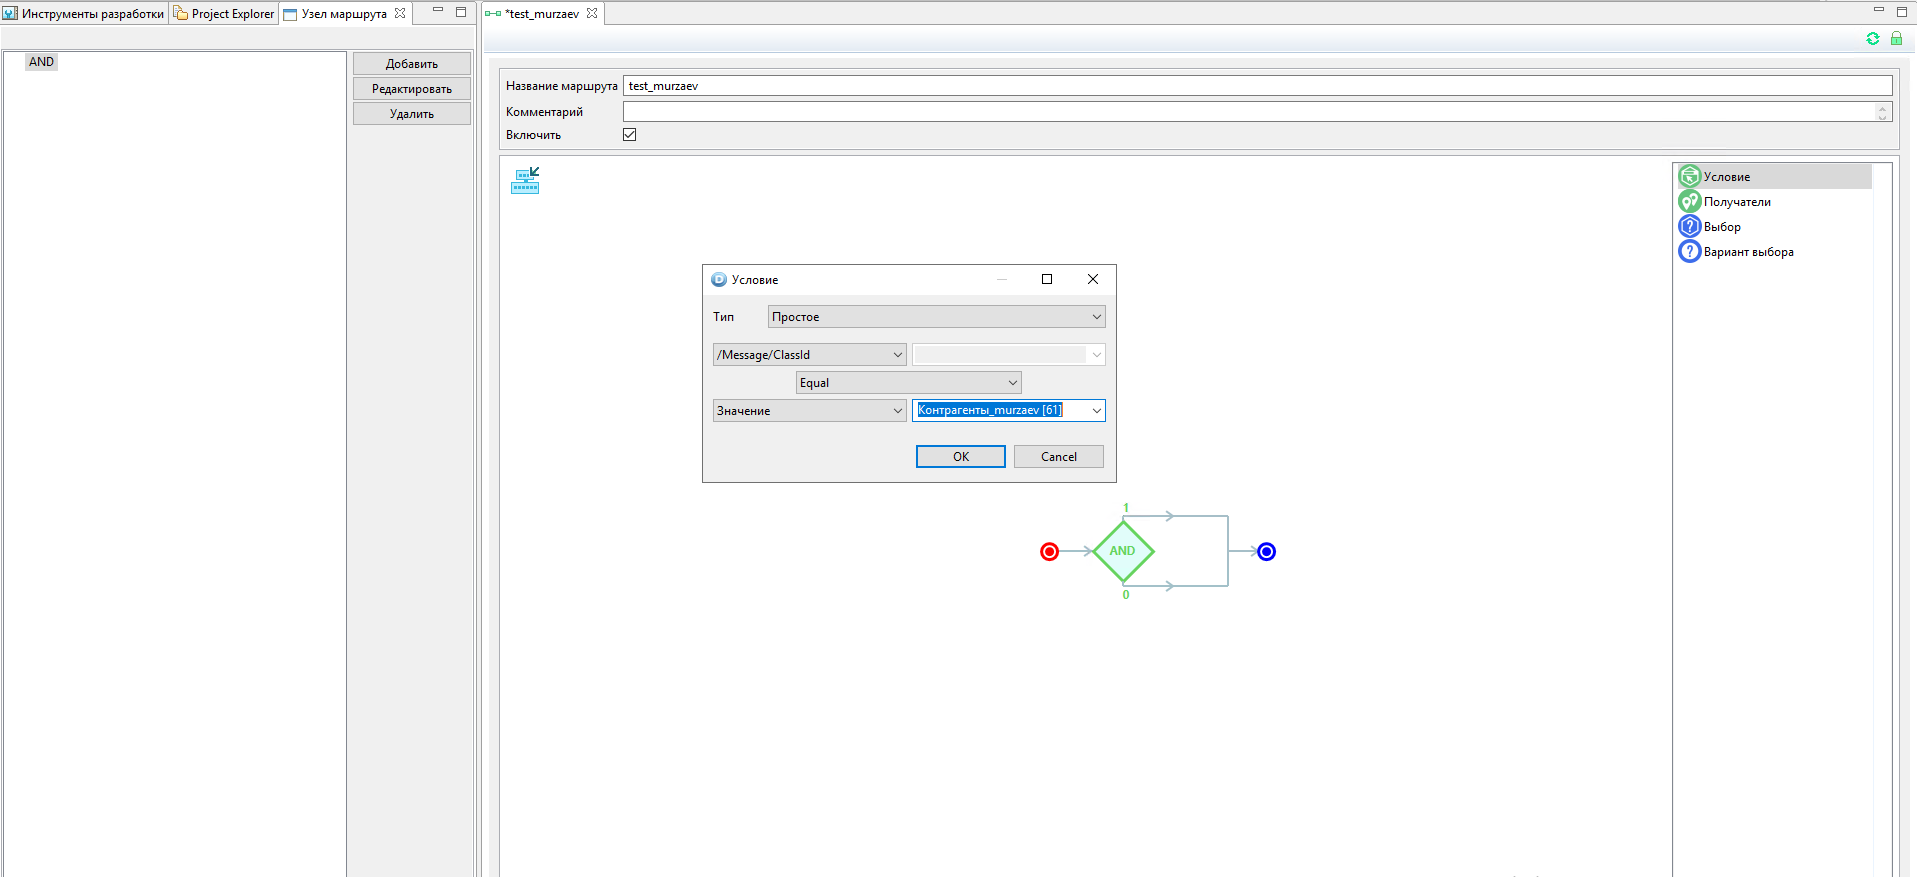 Инструменты разработки
Project Explorer
Узел маршрута
*test_murzaev
AND
Добавить
Редактировать
Удалить
Название маршрута
test_murzaev
Комментарий
Включить
Условие
Получатели
Выбор
Вариант выбора
Условие
Тип
Простое
/Message/ClassId
Equal
Значение
Контрагенты_murzaev [61]
OK
Cancel
1
AND
0